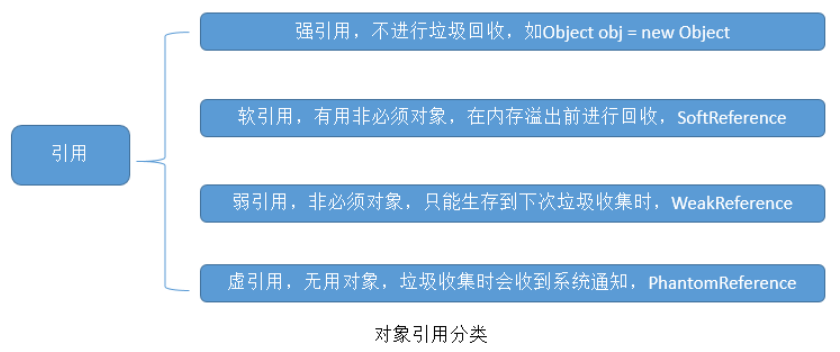 强引用，不进行垃圾回收，如Object obj = new Object
软引用，有用非必须对象，在内存溢出前进行回收，SoftReference
引用
弱引用，非必须对象，只能生存到下次垃圾收集时，WeakReference
虚引用，无用对象，垃圾收集时会收到系统通知，PhantomReference
对象引用分类